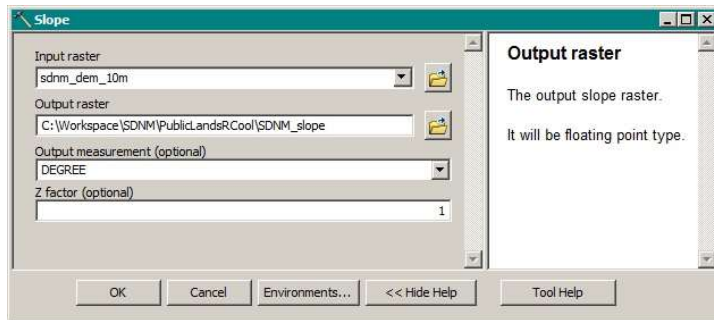 Slope
Input raster
sdnm_dem_10m
Output raster
C:\Workspace\SDNM\PublicLandsRCool\SDNM_slope
Output measurement (optional)
DEGREE
Z factor (optional)
1
Output raster
The output slope raster.
It will be floating point type.
OK
Cancel
Environments...
<< Hide Help
Tool Help